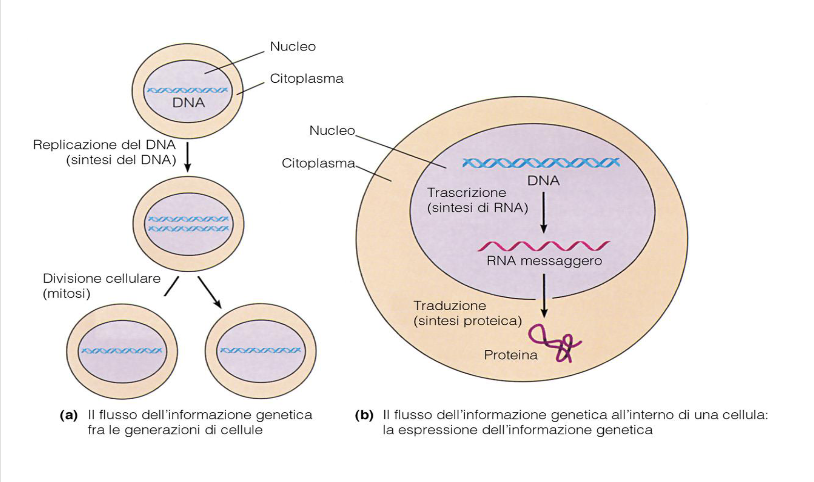 Nucleo
Citoplasma
DNA
Replicazione del DNA
(sintesi del DNA)
Divisione cellulare
(mitosi)
(a) Il flusso dell'informazione genetica
fra le generazioni di cellule
Nucleo
Citoplasma
DNA
Trascrizione
(sintesi di RNA)
RNA messaggero
Traduzione
(sintesi proteica)
Proteina
(b) Il flusso dell'informazione genetica all'interno di una cellula:
la espressione dell'informazione genetica